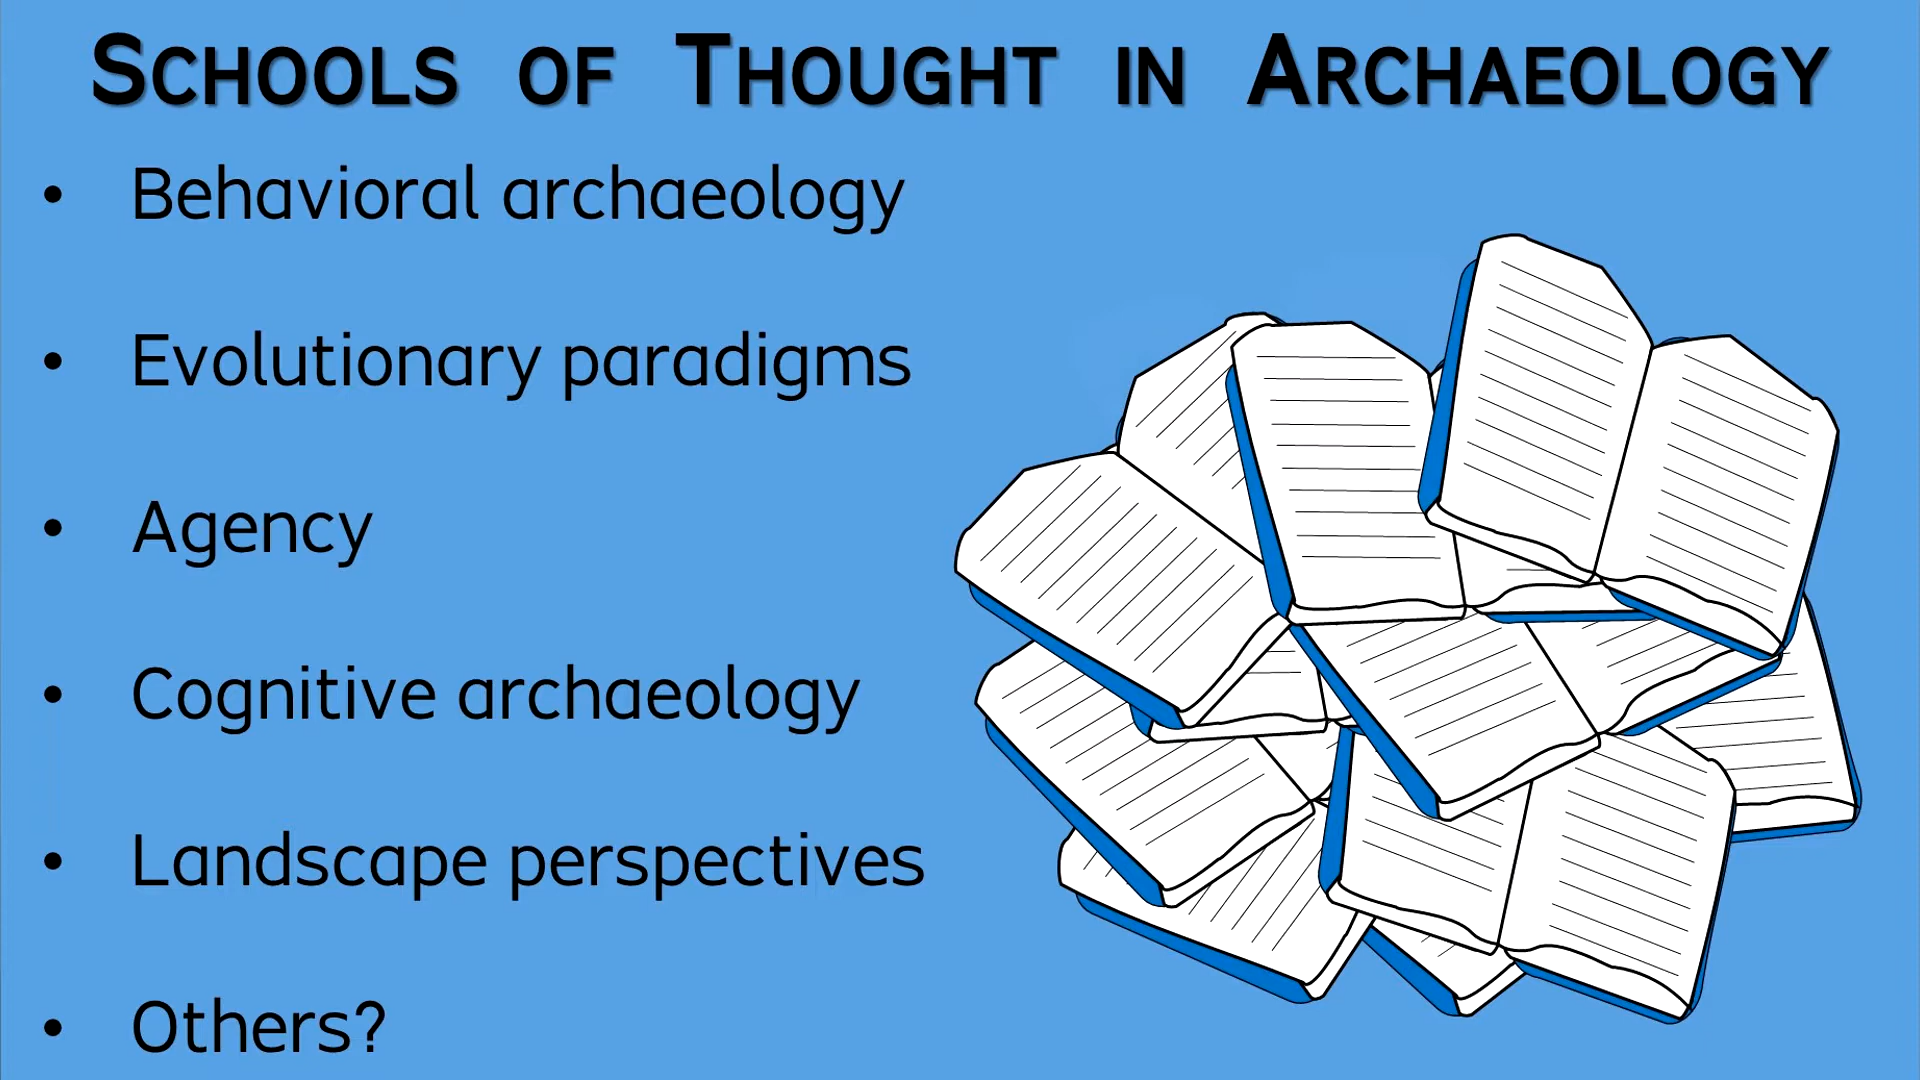 SCHOOLS OF THOUGHT IN ARCHAEOLOGY
• Behavioral archaeology
• Evolutionary paradigms
• Agency
• Cognitive archaeology
• Landscape perspectives
• Others?